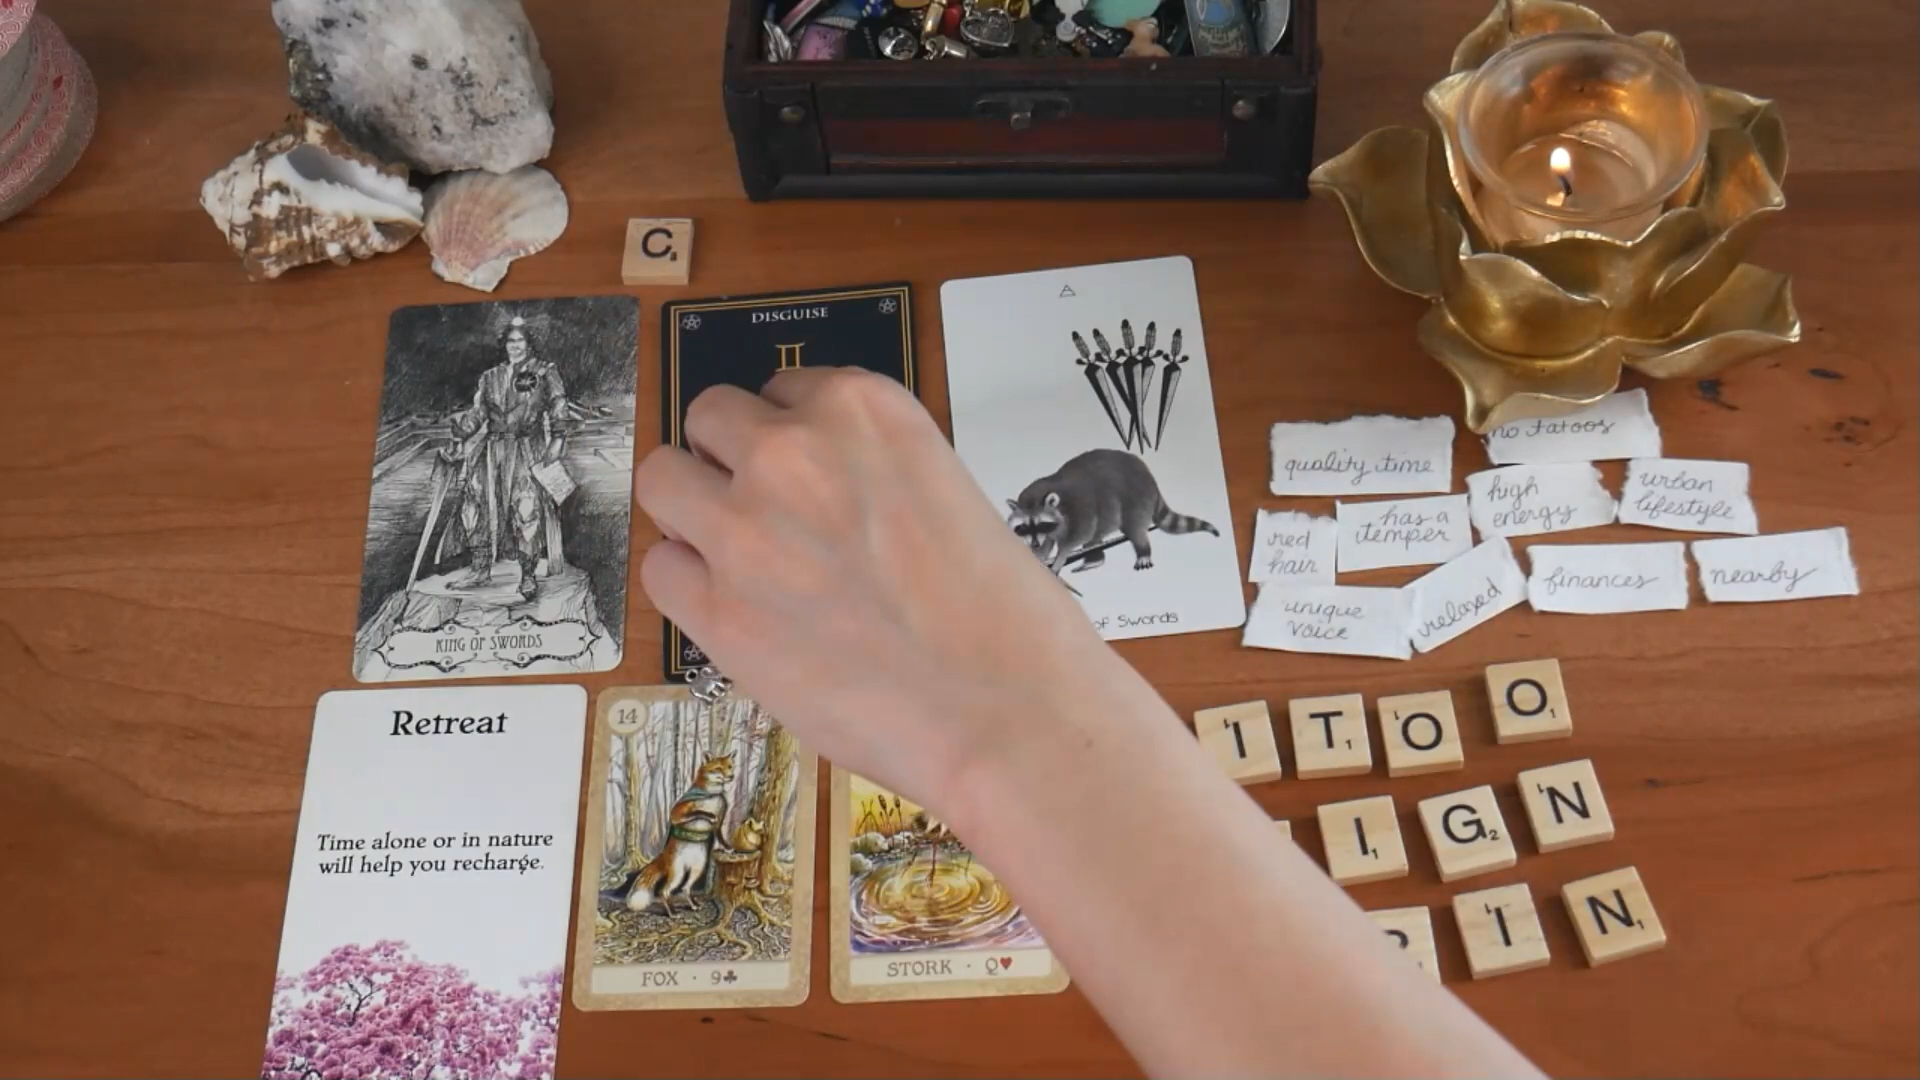 C
DISGUISE
KING OF SWORDS
of Swords
quality time
no tatoos
high
energy
urban
lifestyle
has a
temper
red
hair
unique
voice
relaxed
finances
nearby
Retreat
Time alone or in nature
will help you recharge.
14
FOX · 9♣
STORK · Q♥
I T O O
I G N
I N